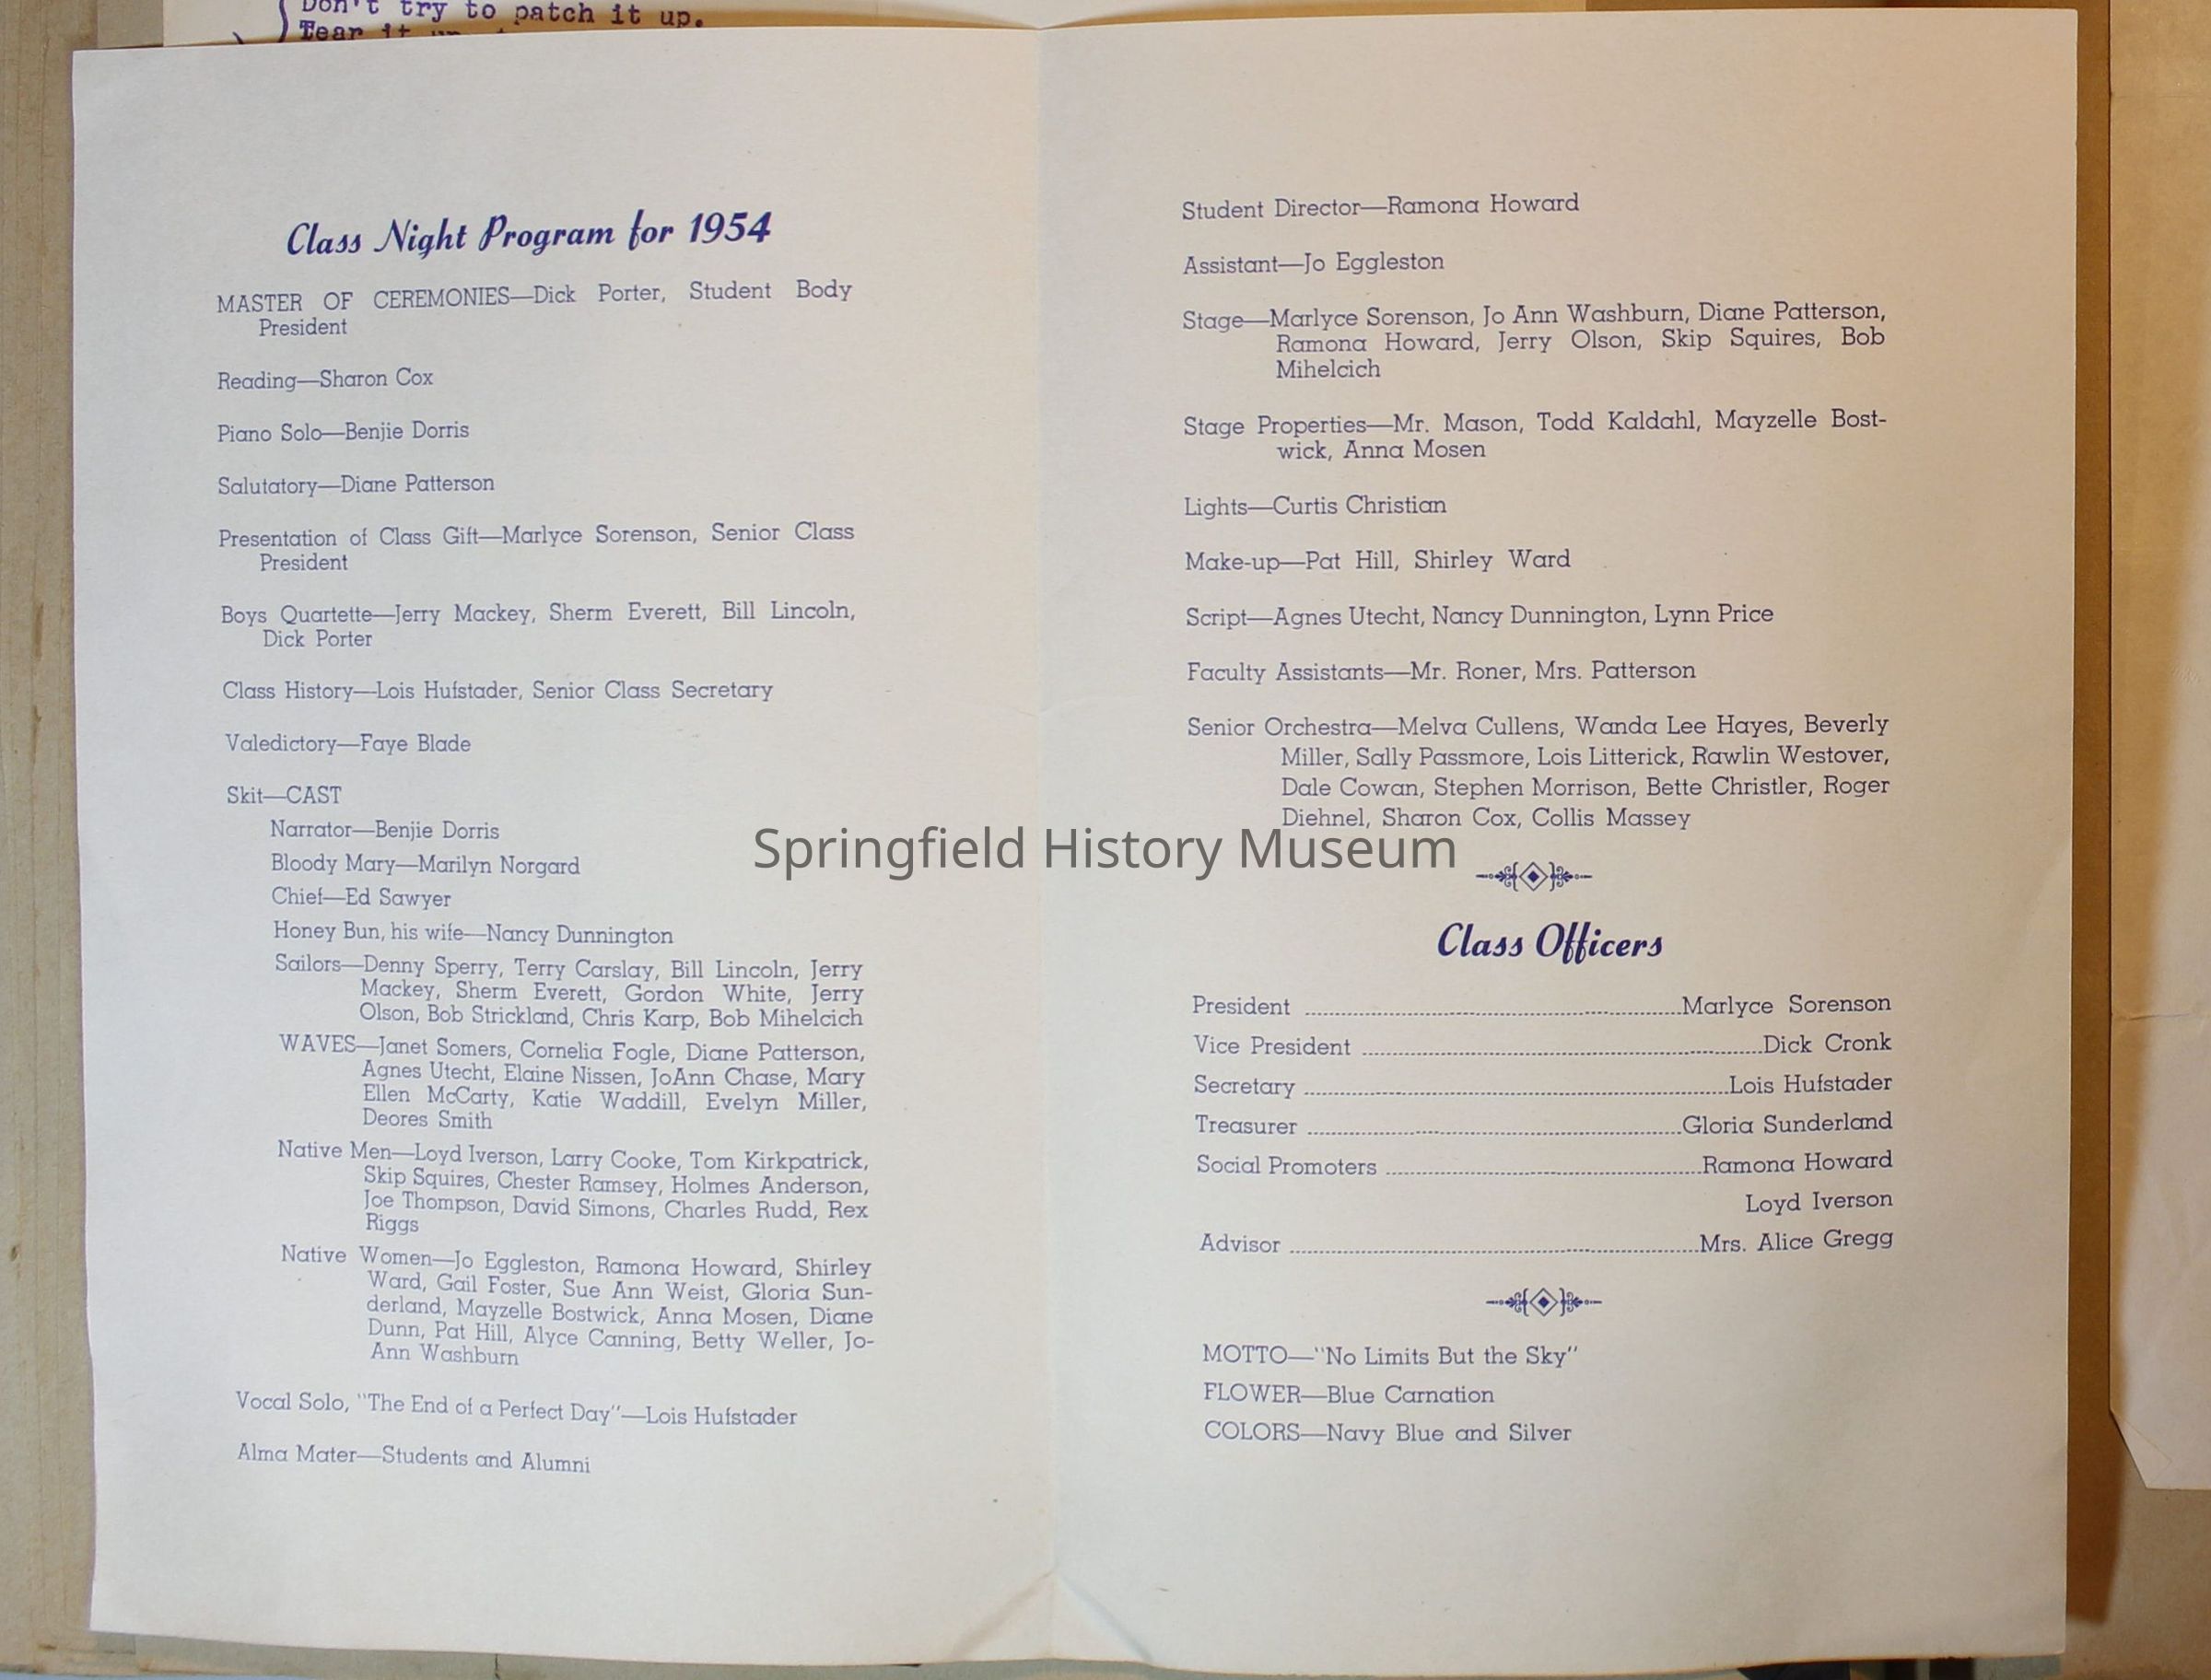 Don't try to patch it up.
Tear it
Class Night Program for 1954
MASTER OF CEREMONIES—Dick Porter, Student Body
President
Reading—Sharon Cox
Piano Solo—Benjie Dorris
Salutatory—Diane Patterson
Presentation of Class Gift—Marlyce Sorenson, Senior Class
President
Boys Quartette—Jerry Mackey, Sherm Everett, Bill Lincoln,
Dick Porter
Class History—Lois Hufstader, Senior Class Secretary
Valedictory—Faye Blade
Skit—CAST
Narrator—Benjie Dorris
Bloody Mary—Marilyn Norgard
Chief—Ed Sawyer
Honey Bun, his wife—Nancy Dunnington
Sailors—Denny Sperry, Terry Carslay, Bill Lincoln, Jerry
Mackey, Sherm Everett, Gordon White, Jerry
Olson, Bob Strickland, Chris Karp, Bob Mihelcich
WAVES—Janet Somers, Cornelia Fogle, Diane Patterson,
Agnes Utecht, Elaine Nissen, JoAnn Chase, Mary
Ellen McCarty, Katie Waddill, Evelyn Miller,
Deores Smith
Native Men—Loyd Iverson, Larry Cooke, Tom Kirkpatrick,
Skip Squires, Chester Ramsey, Holmes Anderson,
Joe Thompson, David Simons, Charles Rudd, Rex
Riggs
Native Women—Jo Eggleston, Ramona Howard, Shirley
Ward, Gail Foster, Sue Ann Weist, Gloria Sun-
derland, Mayzelle Bostwick, Anna Mosen, Diane
Dunn, Pat Hill, Alyce Canning, Betty Weller, Jo-
Ann Washburn
Vocal Solo, "The End of a Perfect Day"—Lois Hufstader
Alma Mater—Students and Alumni
Student Director—Ramona Howard
Assistant—Jo Eggleston
Stage—Marlyce Sorenson, Jo Ann Washburn, Diane Patterson,
Ramona Howard, Jerry Olson, Skip Squires, Bob
Mihelcich
Stage Properties—Mr. Mason, Todd Kaldahl, Mayzelle Bost-
wick, Anna Mosen
Lights—Curtis Christian
Make-up—Pat Hill, Shirley Ward
Script—Agnes Utecht, Nancy Dunnington, Lynn Price
Faculty Assistants—Mr. Roner, Mrs. Patterson
Senior Orchestra—Melva Cullens, Wanda Lee Hayes, Beverly
Miller, Sally Passmore, Lois Litterick, Rawlin Westover,
Dale Cowan, Stephen Morrison, Bette Christler, Roger
Diehnel, Sharon Cox, Collis Massey
Springfield History Museum
Class Officers
President ........ Marlyce Sorenson
Vice President ........ Dick Cronk
Secretary ........ Lois Hufstader
Treasurer ........ Gloria Sunderland
Social Promoters ........ Ramona Howard
Loyd Iverson
Advisor ........ Mrs. Alice Gregg
MOTTO—"No Limits But the Sky"
FLOWER—Blue Carnation
COLORS—Navy Blue and Silver